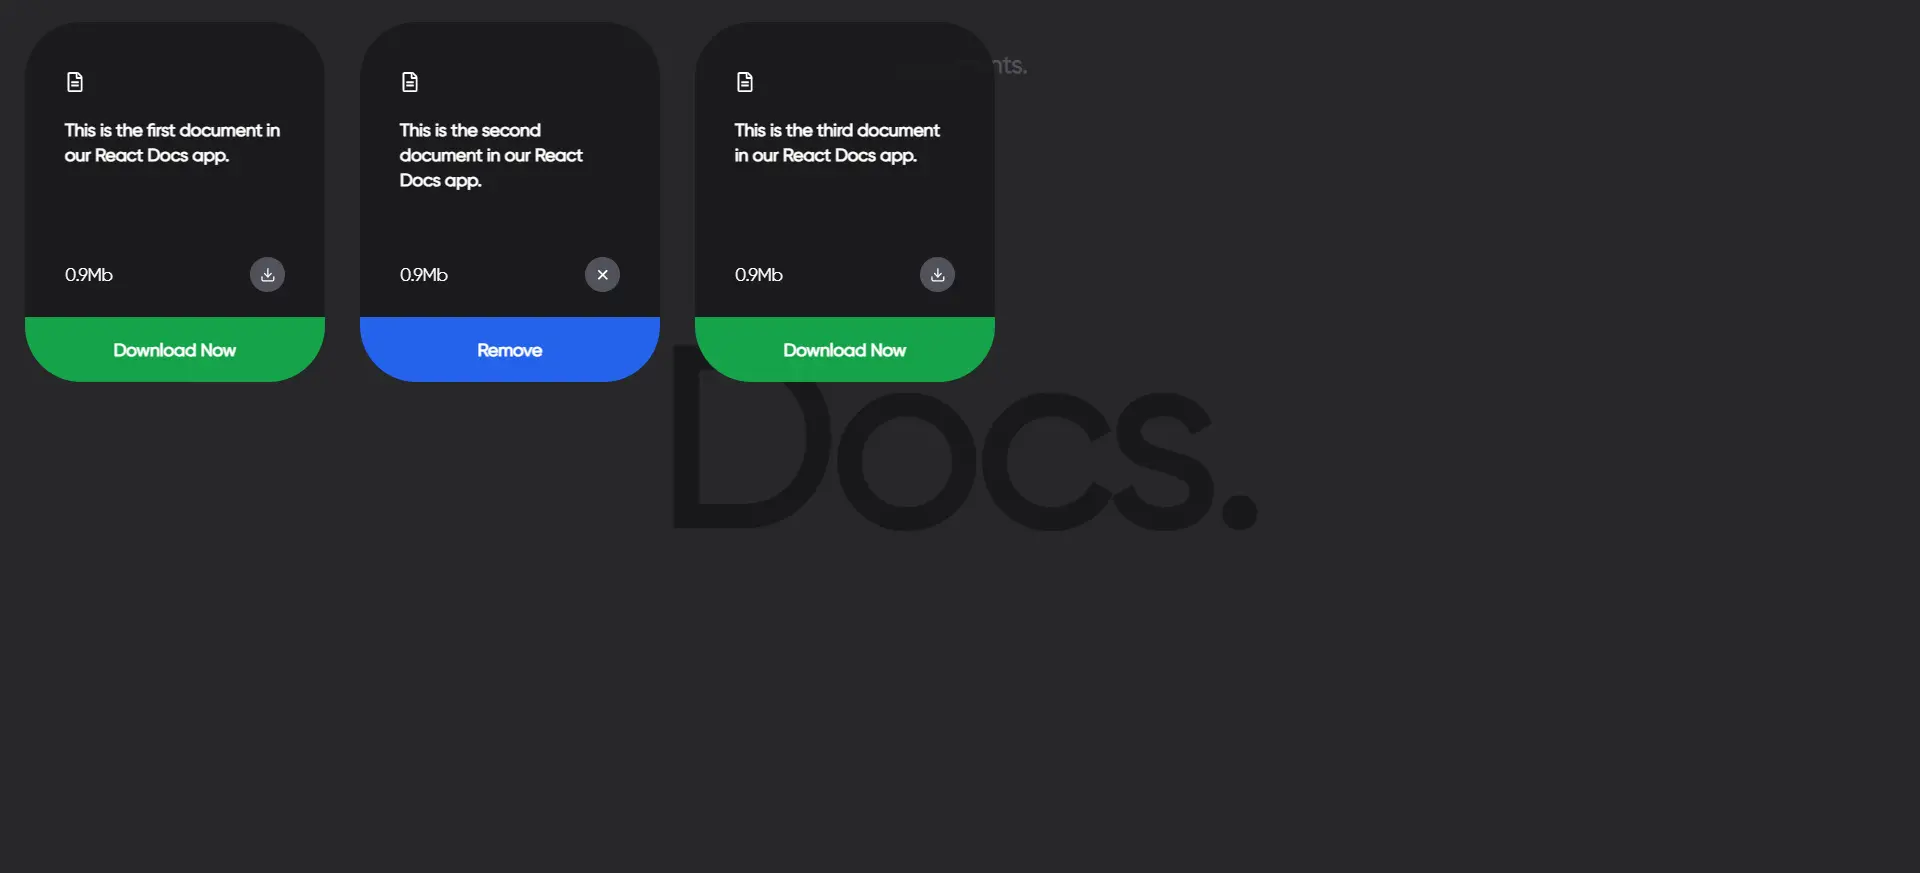 This is the first document in
our React Docs app.
0.9Mb
Download Now
This is the second
document in our React
Docs app.
0.9Mb
Remove
This is the third document
in our React Docs app.
0.9Mb
Download Now
Docs.